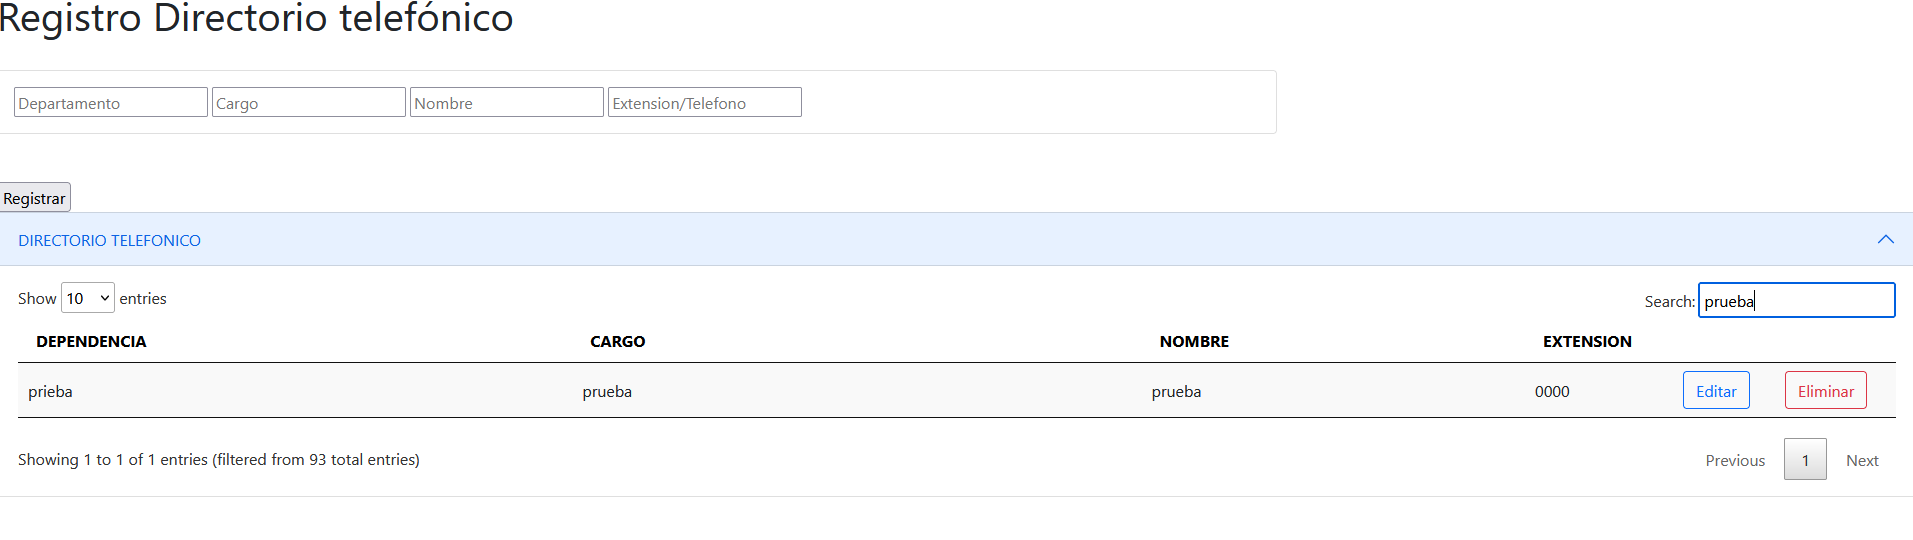 Registro Directorio telefónico
Departamento Cargo Nombre Extension/Telefono
Registrar
DIRECTORIO TELEFONICO
Show 10 entries Search: prueba
DEPENDENCIA CARGO NOMBRE EXTENSION
prieba prueba prueba 0000 Editar Eliminar
Showing 1 to 1 of 1 entries (filtered from 93 total entries) Previous 1 Next